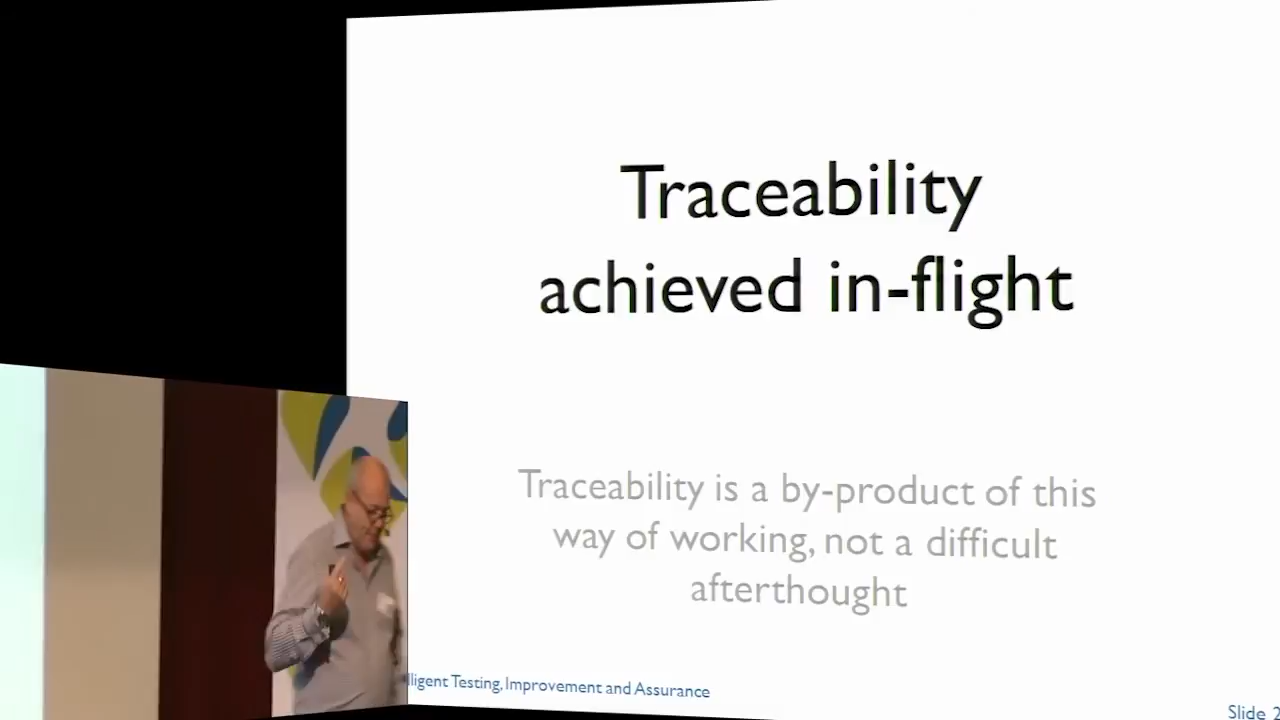 Traceability
achieved in-flight
Traceability is a by-product of this
way of working, not a difficult
afterthought
Testing, Improvement and Assurance
Slide